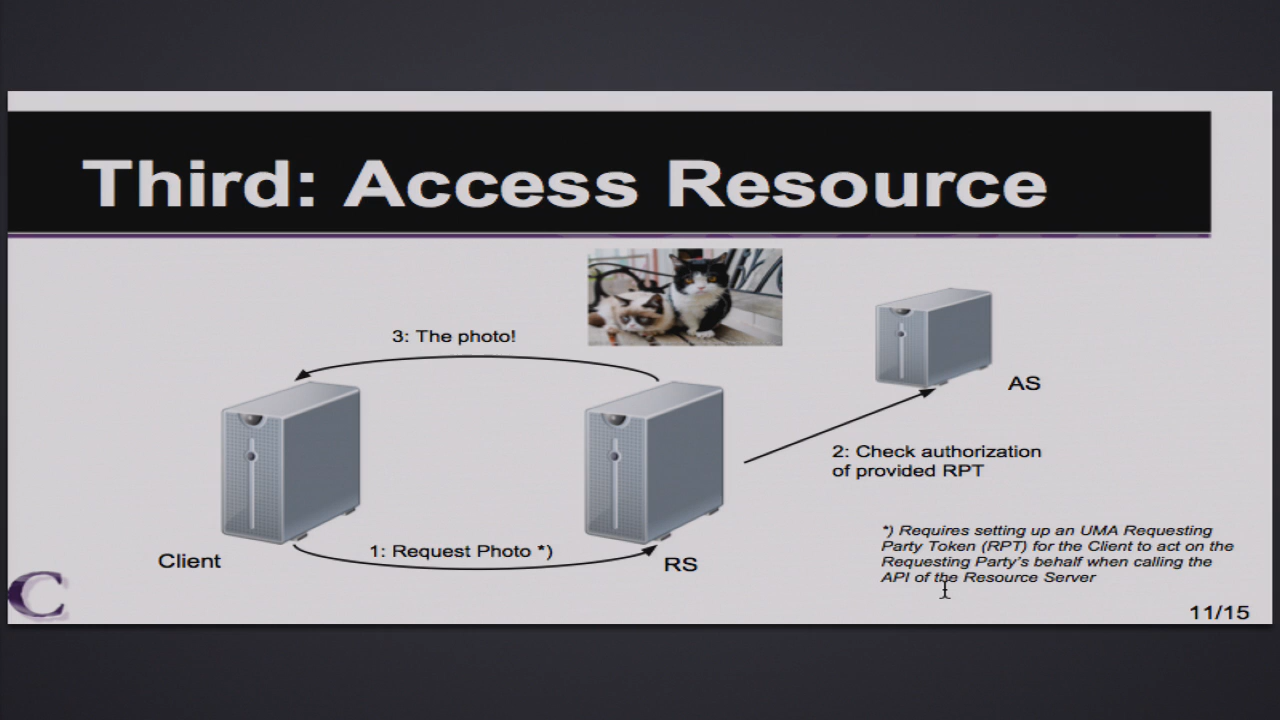 Third: Access Resource
3: The photo!
AS
2: Check authorization
of provided RPT
1: Request Photo *)
Client
RS
*) Requires setting up an UMA Requesting
Party Token (RPT) for the Client to act on the
Requesting Party's behalf when calling the
API of the Resource Server
C
11/15